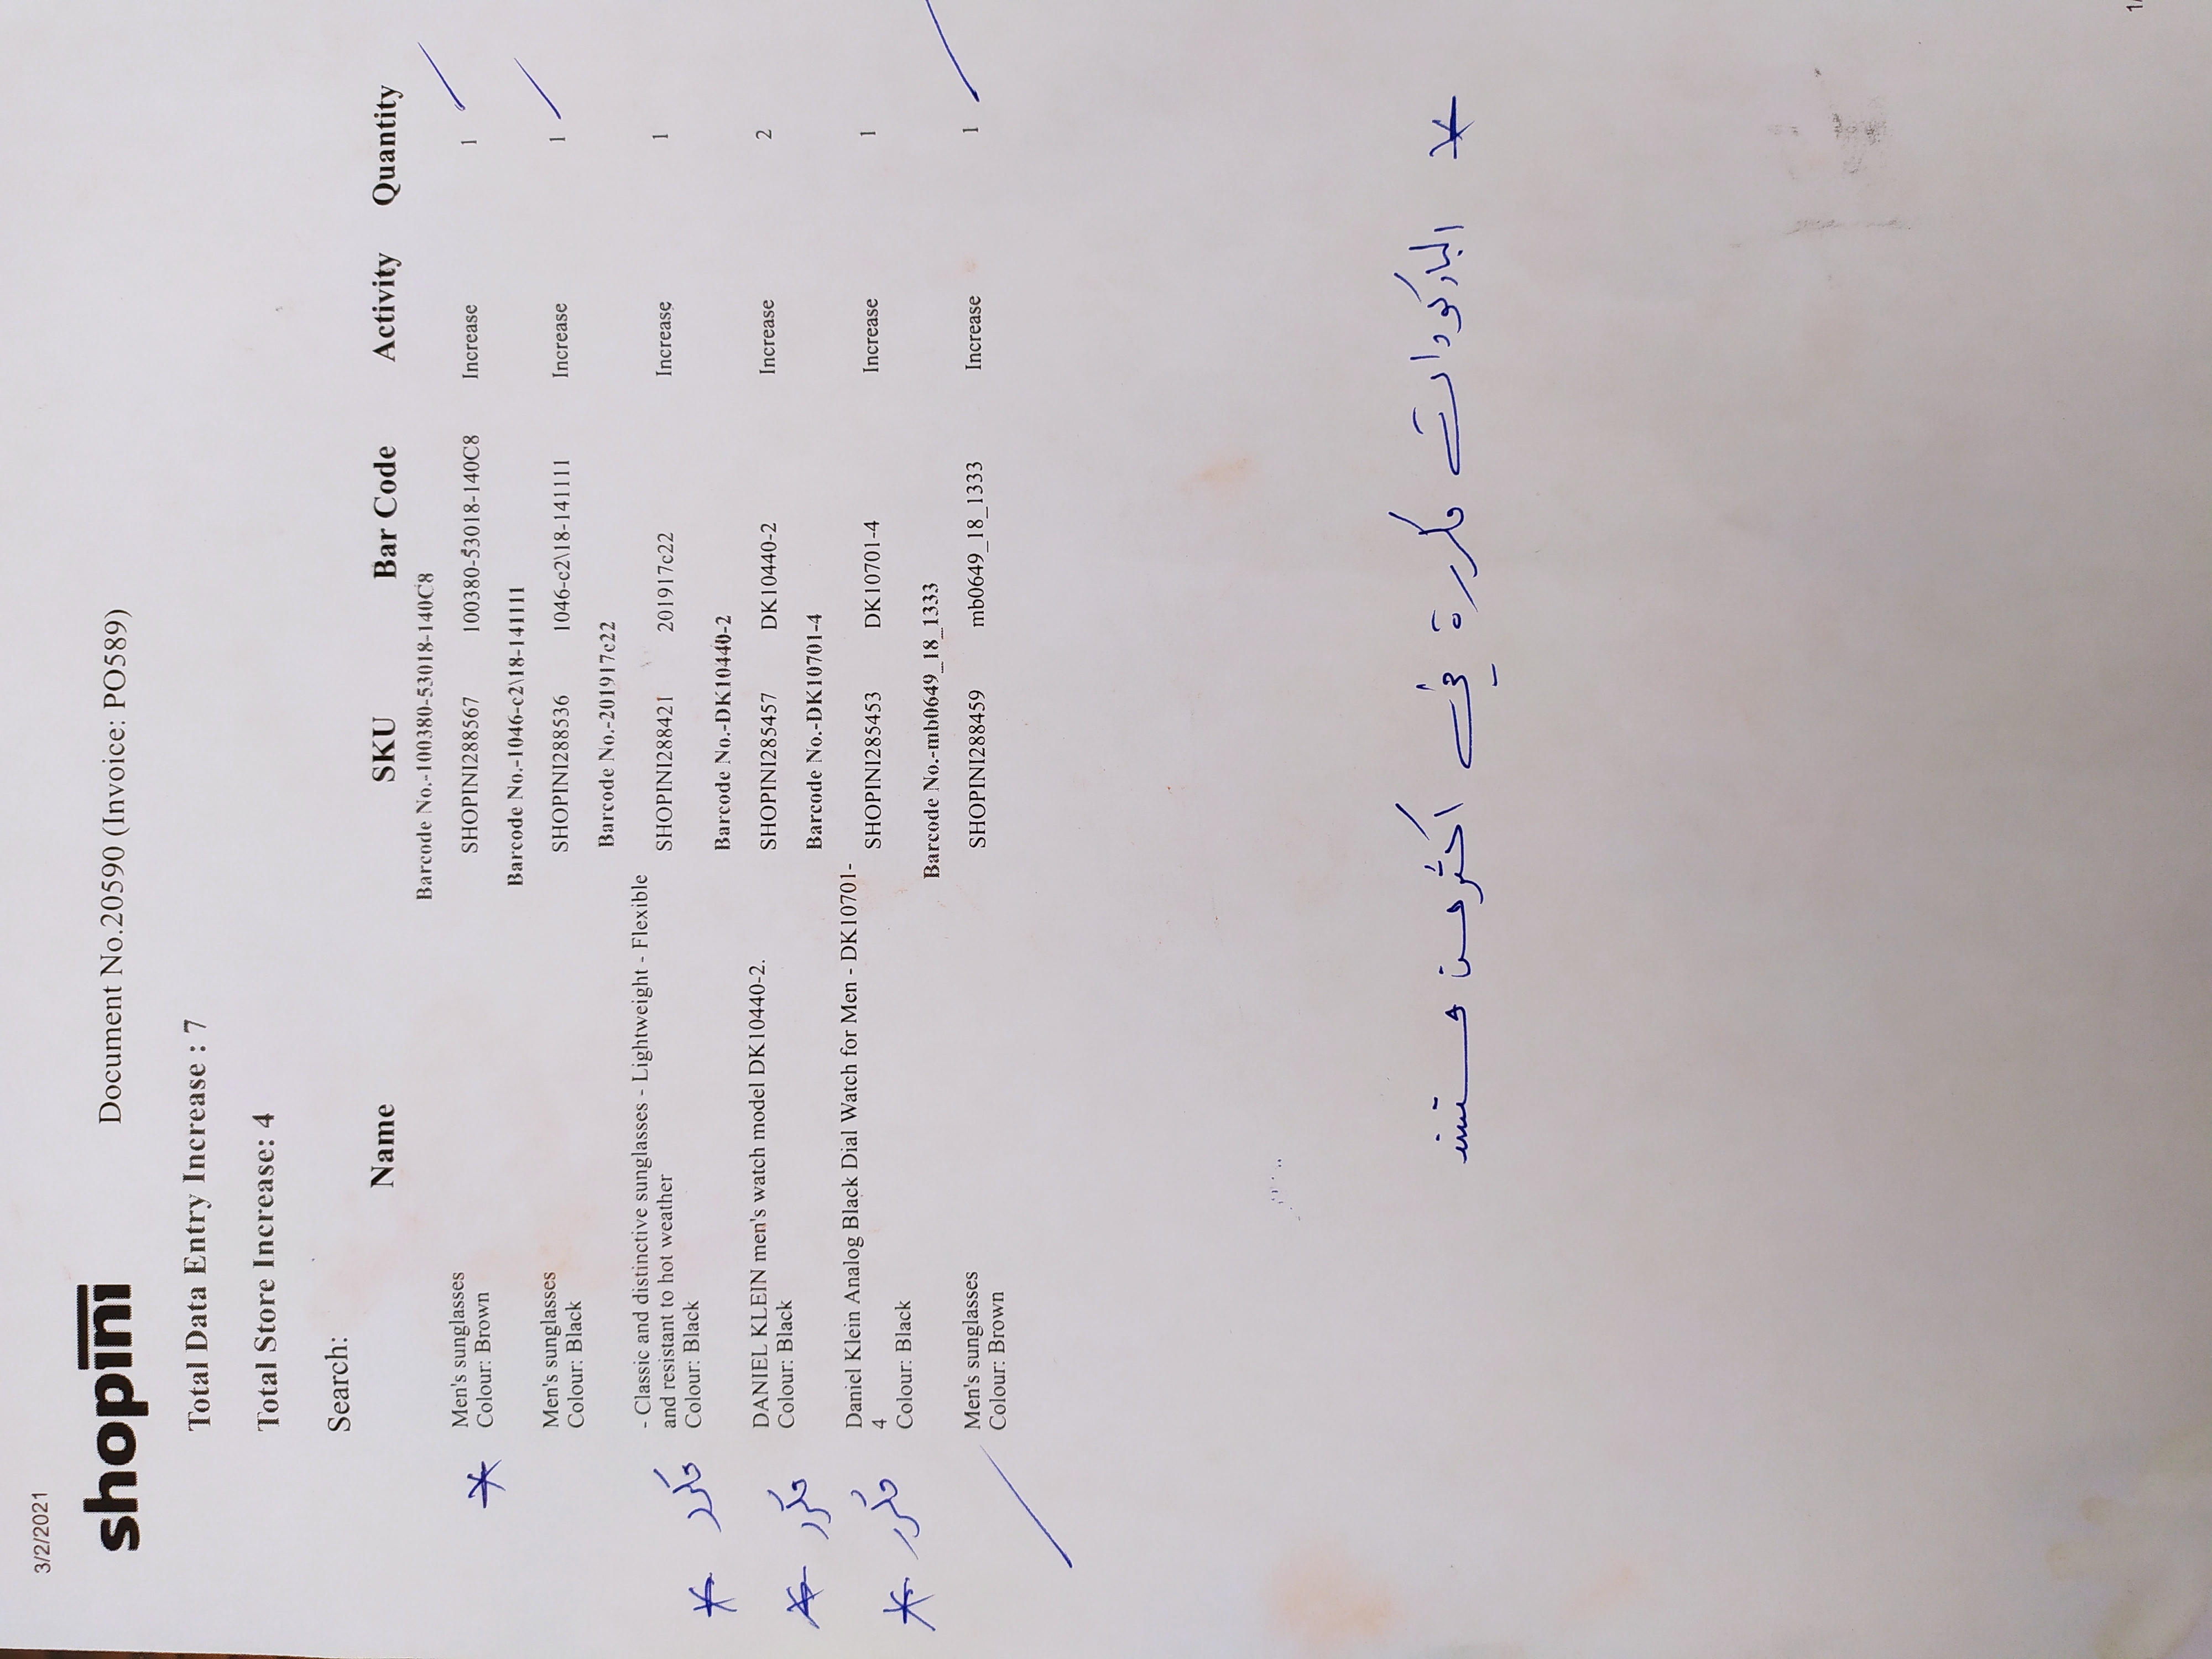 3/2/2021
shopini
Document No.20590 (Invoice: PO589)
Total Data Entry Increase : 7
Total Store Increase: 4
Search:
Name SKU Bar Code Activity Quantity
Barcode No.-100380-53018-140C8
Men's sunglasses
Colour: Brown
SHOPINI288567 100380-53018-140C8 Increase 1
Barcode No.-1046-c2\18-141111
Men's sunglasses
Colour: Black
SHOPINI288536 1046-c2\18-141111 Increase 1
Barcode No.-201917c22
- Classic and distinctive sunglasses - Lightweight - Flexible
and resistant to hot weather
Colour: Black
SHOPINI288421 201917c22 Increase 1
مكرر *
Barcode No.-DK10440-2
DANIEL KLEIN men's watch model DK10440-2.
Colour: Black
SHOPINI285457 DK10440-2 Increase 2
مكرر *
Barcode No.-DK10701-4
Daniel Klein Analog Black Dial Watch for Men - DK10701-
4
Colour: Black
SHOPINI285453 DK10701-4 Increase 1
مكرر *
Barcode No.-mb0649_18_1333
Men's sunglasses
Colour: Brown
SHOPINI288459 mb0649_18_1333 Increase 1
* الباركودات مكررة في اكثر من مستند